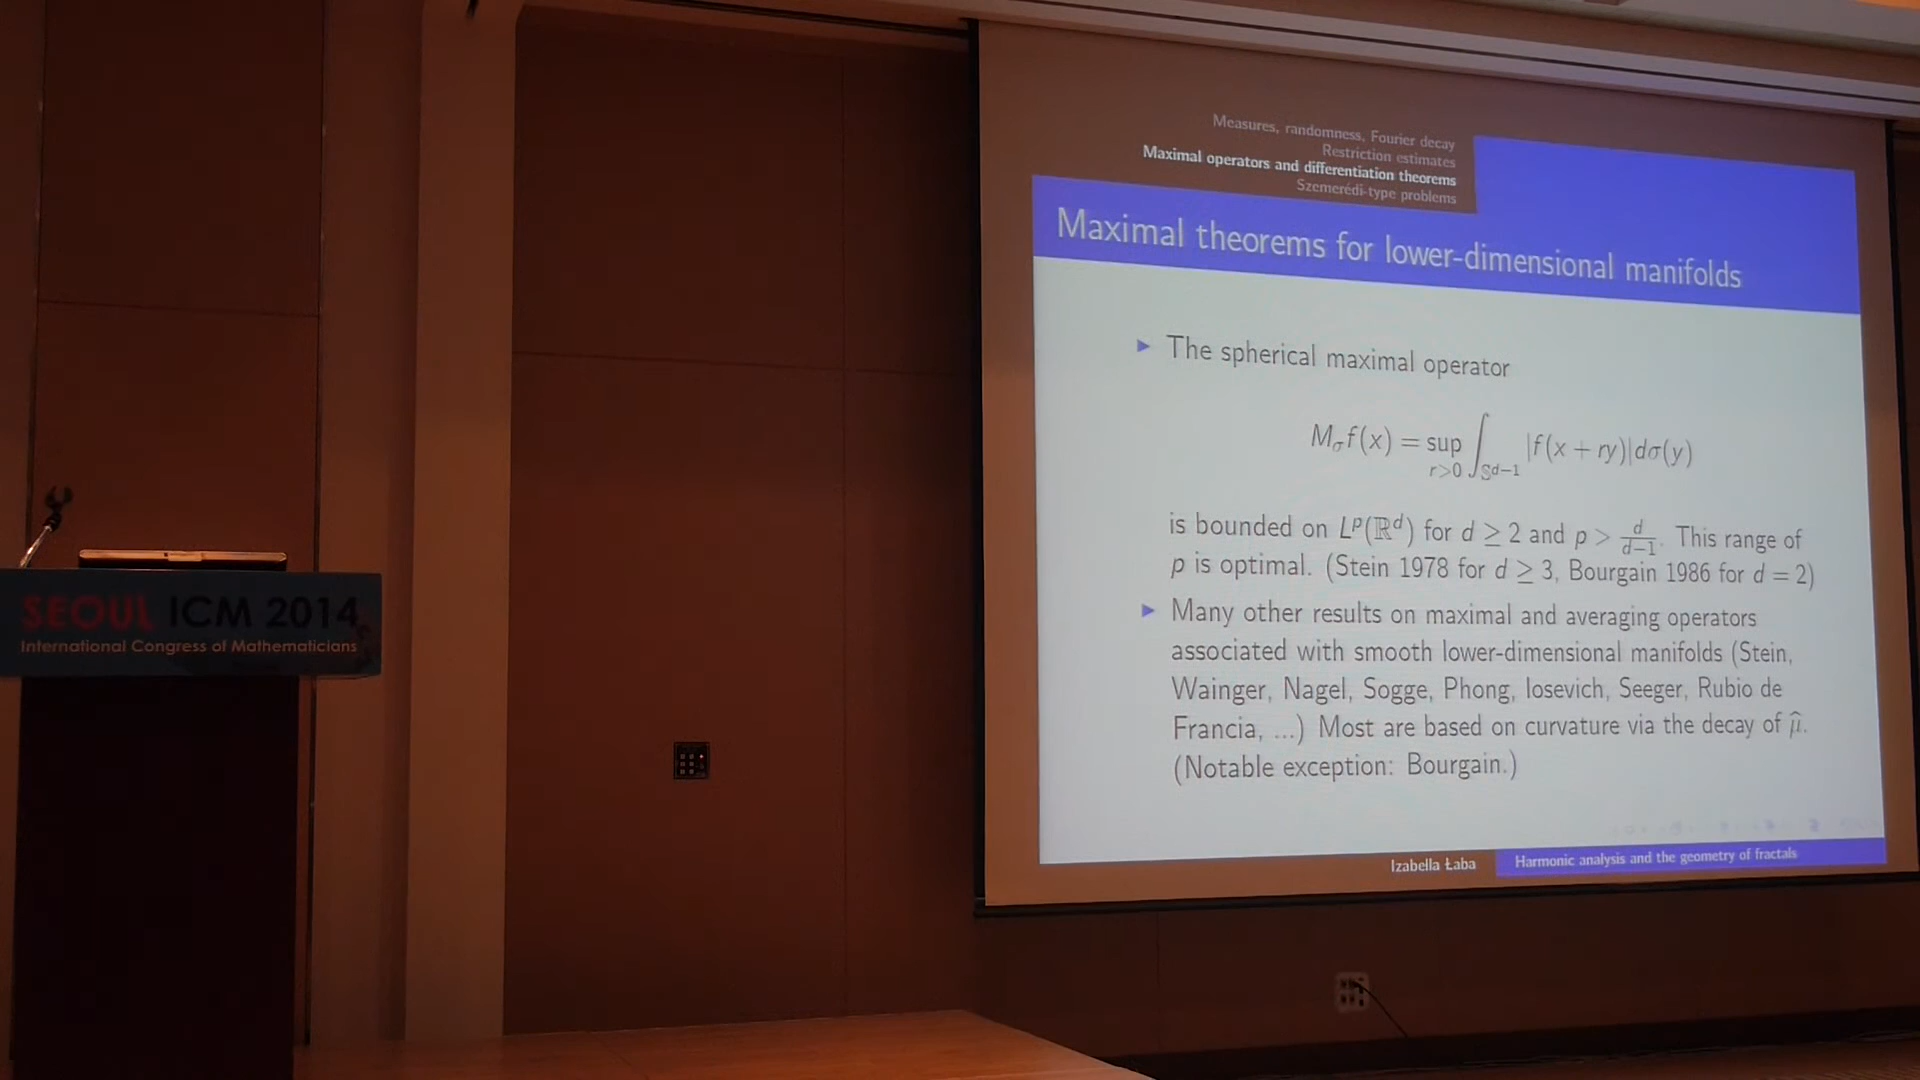 Measures, randomness, Fourier decay
Restriction estimates
Maximal operators and differentiation theorems
Szemerédi-type problems
Maximal theorems for lower-dimensional manifolds
▶ The spherical maximal operator
M_σ f(x) = sup_{r>0} ∫_{𝕊^{d−1}} |f(x + ry)|dσ(y)
is bounded on L^p(ℝ^d) for d ≥ 2 and p > d/(d−1). This range of
p is optimal. (Stein 1978 for d ≥ 3, Bourgain 1986 for d = 2)
▶ Many other results on maximal and averaging operators
associated with smooth lower-dimensional manifolds (Stein,
Wainger, Nagel, Sogge, Phong, Iosevich, Seeger, Rubio de
Francia, ...) Most are based on curvature via the decay of μ̂.
(Notable exception: Bourgain.)
Izabella Łaba
Harmonic analysis and the geometry of fractals
SEOUL ICM 2014
International Congress of Mathematicians